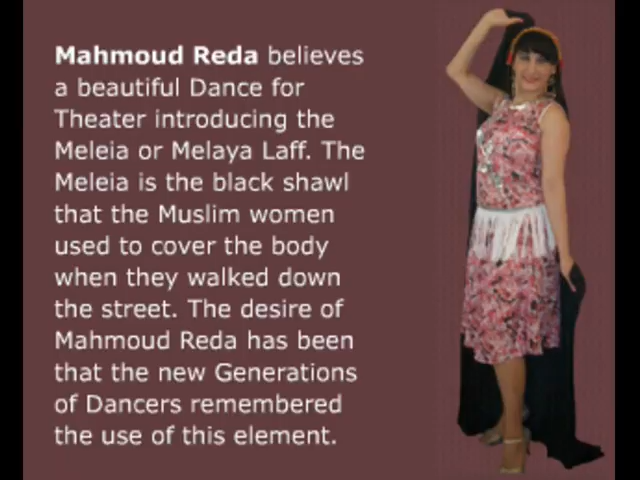 Mahmoud Reda believes
a beautiful Dance for
Theater introducing the
Meleia or Melaya Laff. The
Meleia is the black shawl
that the Muslim women
used to cover the body
when they walked down
the street. The desire of
Mahmoud Reda has been
that the new Generations
of Dancers remembered
the use of this element.